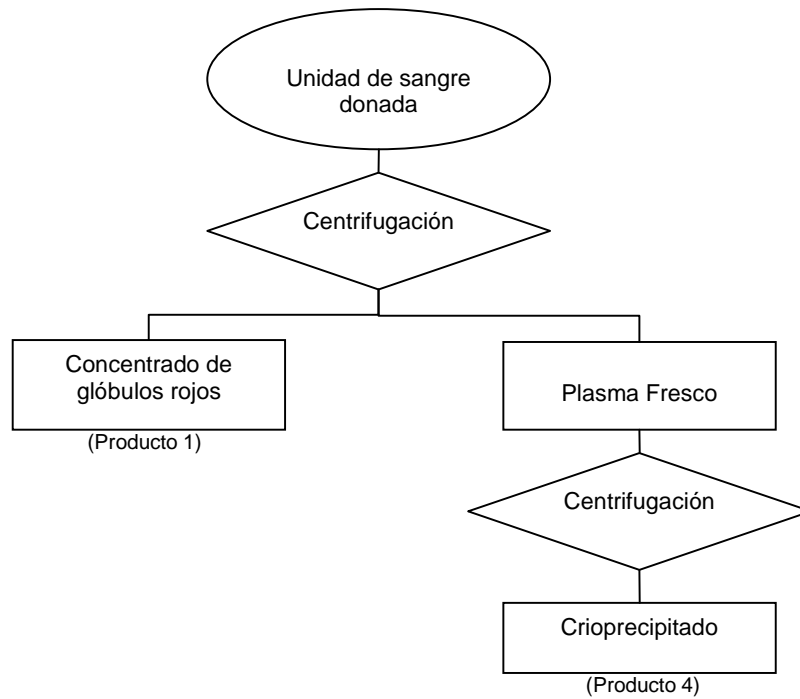 Unidad de sangre
donada
Centrifugación
Concentrado de
glóbulos rojos
(Producto 1)
Plasma Fresco
Centrifugación
Crioprecipitado
(Producto 4)